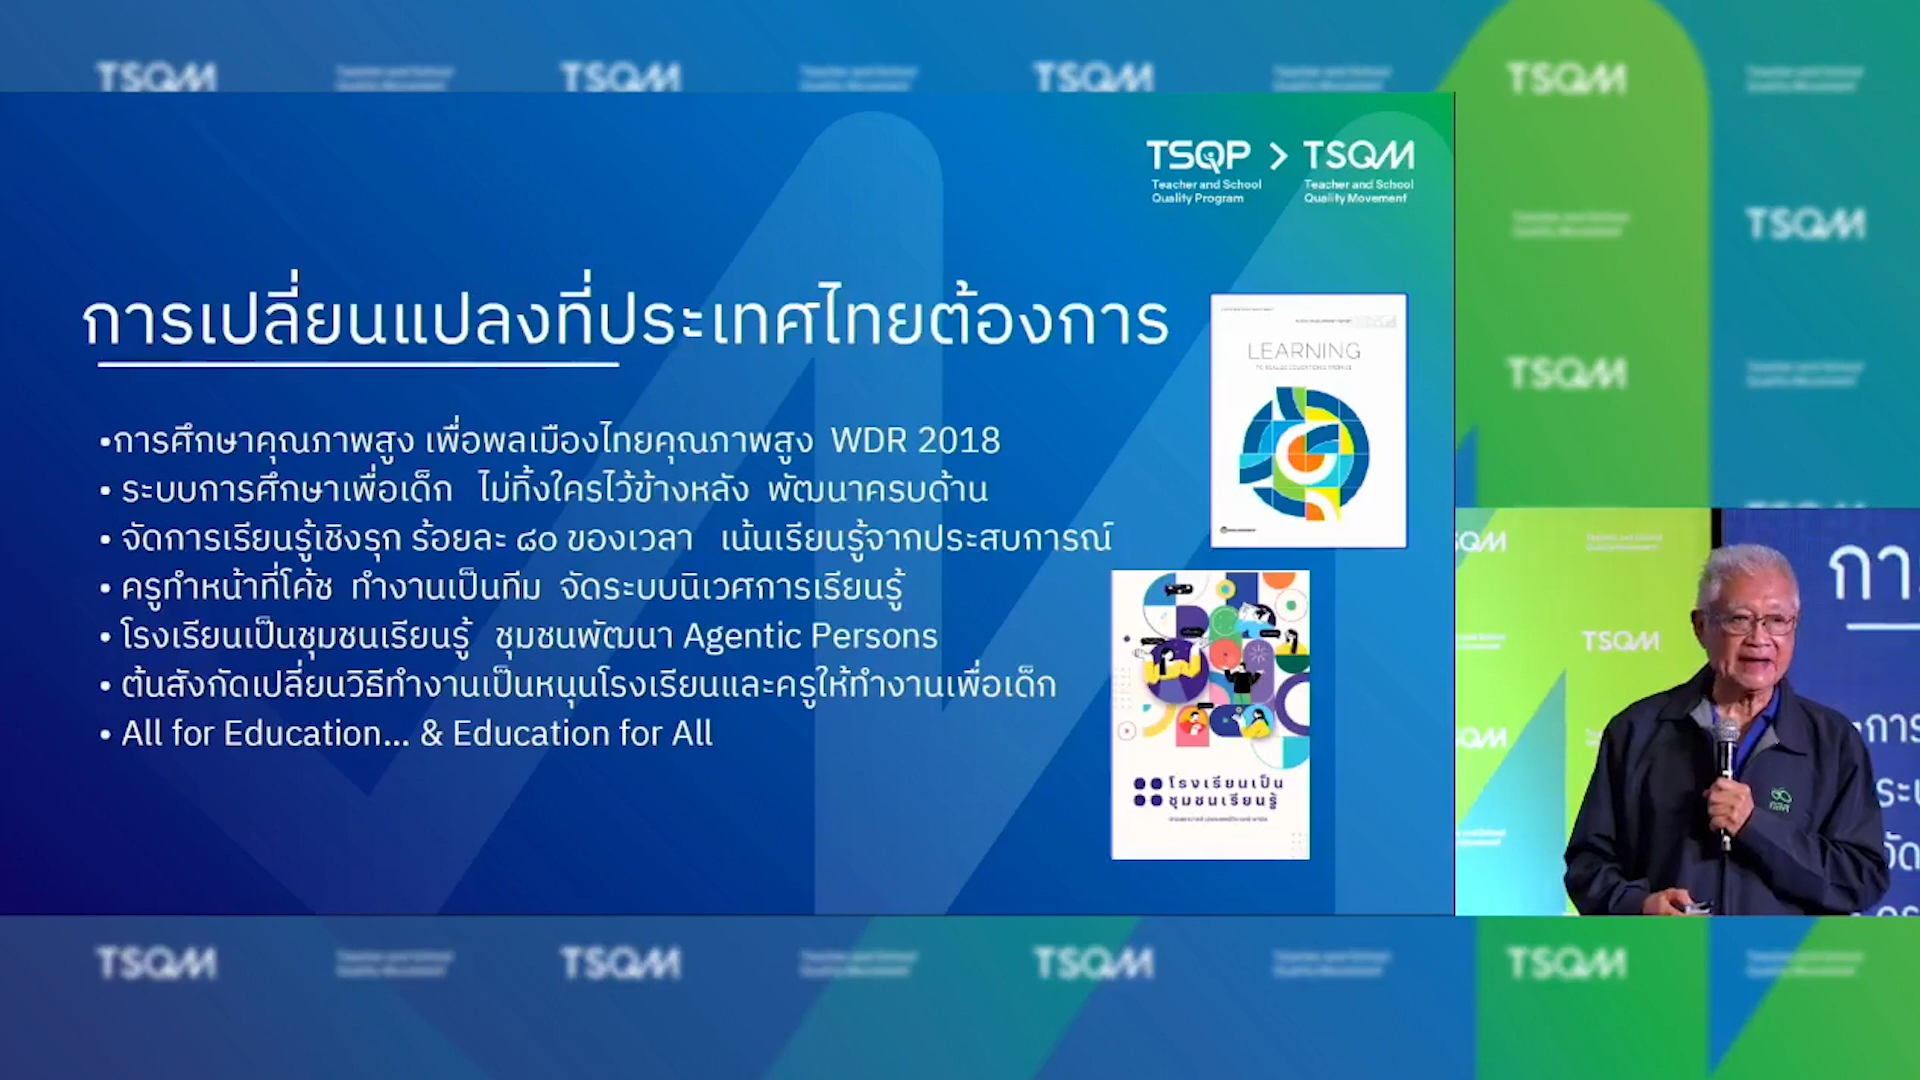 TSQM TSQM TSQM TSQM
TSQP > TSQM
Teacher and School Quality Program
Teacher and School Quality Movement
TSQM
การเปลี่ยนแปลงที่ประเทศไทยต้องการ
LEARNING
TSQM
•การศึกษาคุณภาพสูง เพื่อพลเมืองไทยคุณภาพสูง WDR 2018
• ระบบการศึกษาเพื่อเด็ก ไม่ทิ้งใครไว้ข้างหลัง พัฒนาครบด้าน
• จัดการเรียนรู้เชิงรุก ร้อยละ ๘๐ ของเวลา เน้นเรียนรู้จากประสบการณ์
• ครูทำหน้าที่โค้ช ทำงานเป็นทีม จัดระบบนิเวศการเรียนรู้
• โรงเรียนเป็นชุมชนเรียนรู้ ชุมชนพัฒนา Agentic Persons
• ต้นสังกัดเปลี่ยนวิธีทำงานเป็นหนุนโรงเรียนและครูให้ทำงานเพื่อเด็ก
• All for Education... & Education for All
โรงเรียนเป็น
ชุมชนเรียนรู้
TSQM
กสศ
TSQM TSQM TSQM TSQM